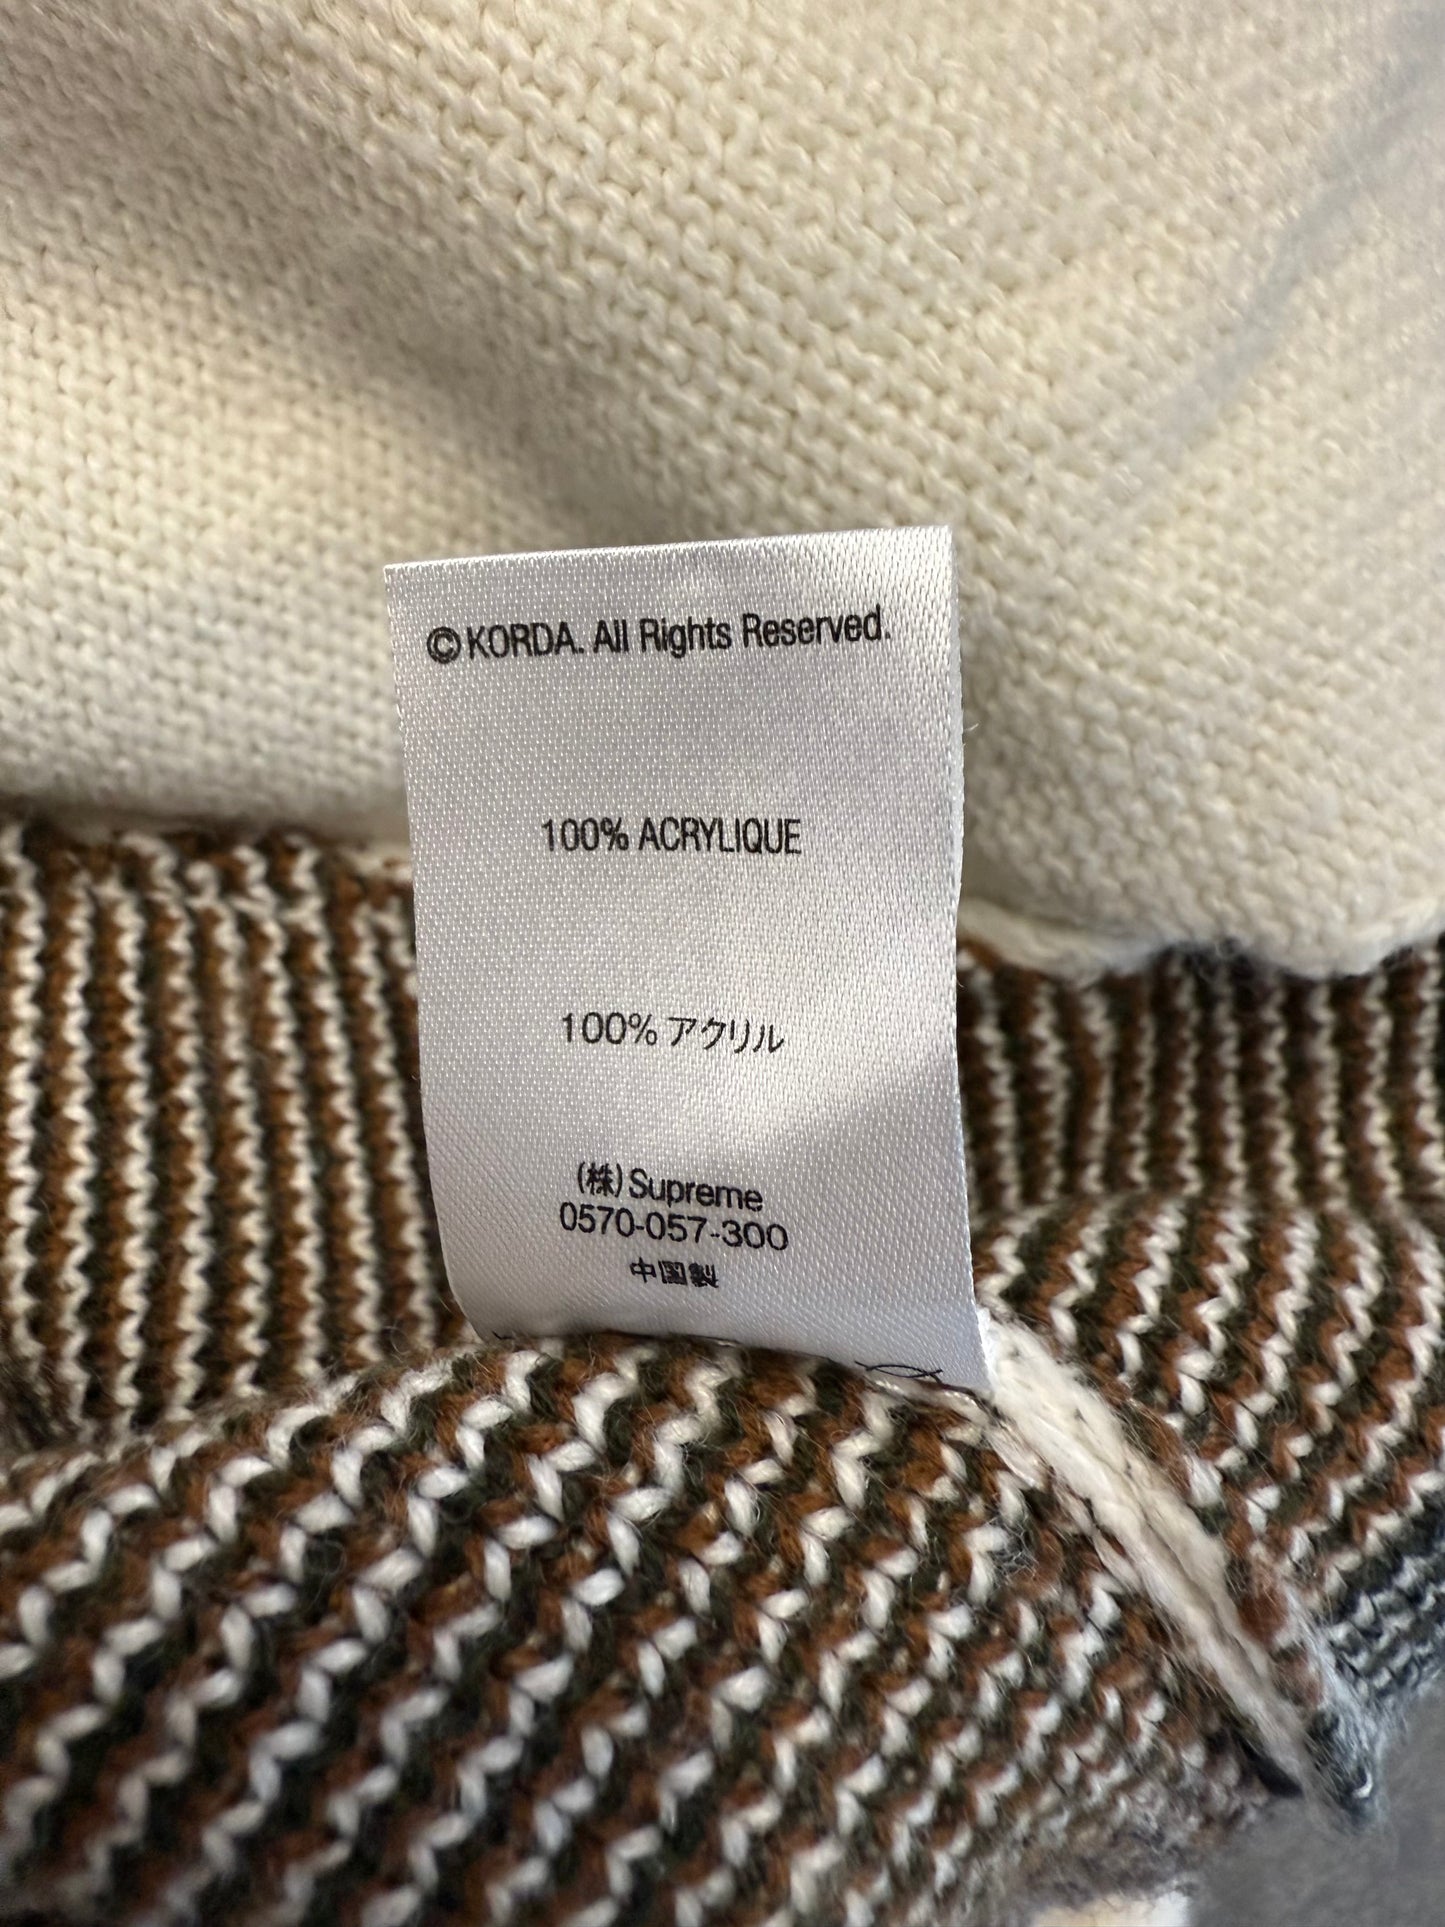 © KORDA. All Rights Reserved.
100% ACRYLIQUE
100% アクリル
(株) Supreme
0570-057-300
中国製